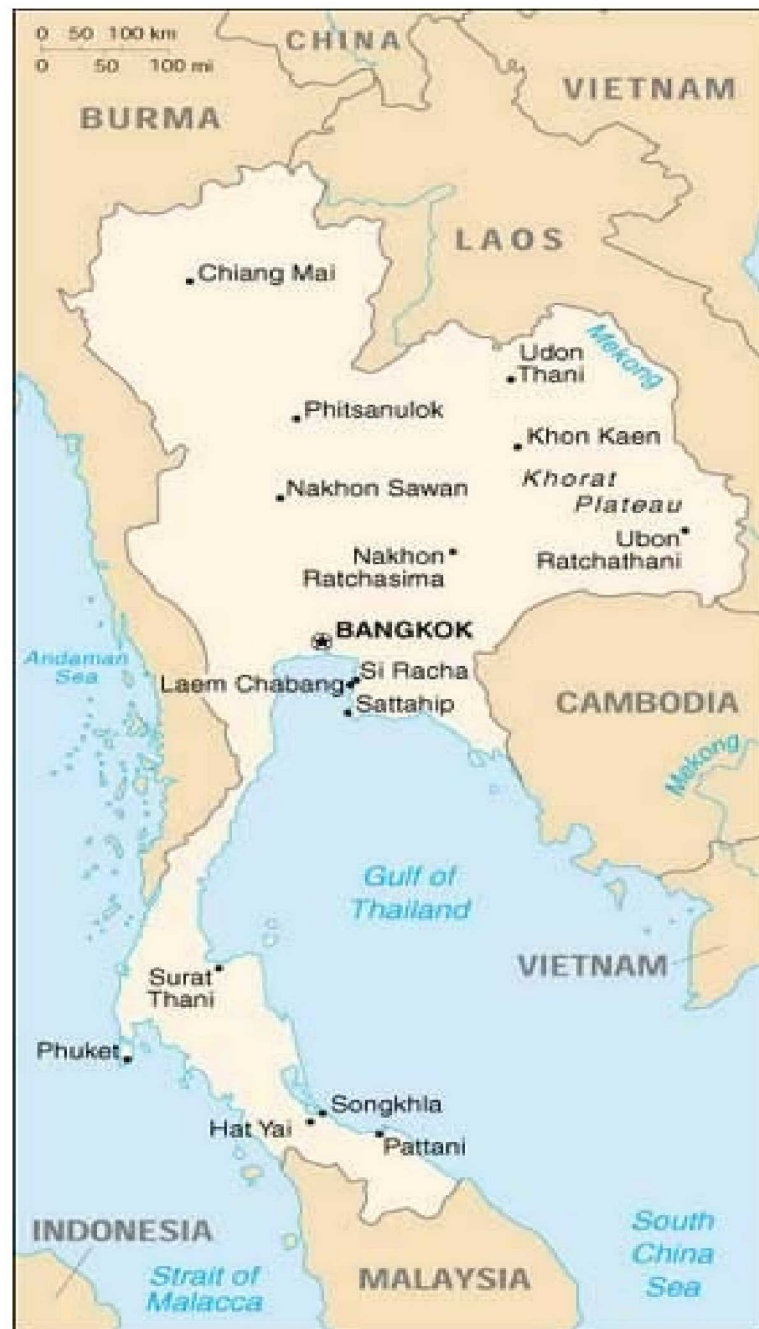 0 50 100 km
0 50 100 mi
CHINA
VIETNAM
BURMA
LAOS
Chiang Mai
Udon
Thani
Mekong
Phitsanulok
Khon Kaen
Nakhon Sawan
Khorat
Plateau
Nakhon
Ratchasima
Ubon
Ratchathani
BANGKOK
Andaman
Sea
Si Racha
Laem Chabang
Sattahip
CAMBODIA
Mekong
Gulf of
Thailand
VIETNAM
Surat
Thani
Phuket
Songkhla
Hat Yai
Pattani
INDONESIA
Strait of
Malacca
MALAYSIA
South
China
Sea